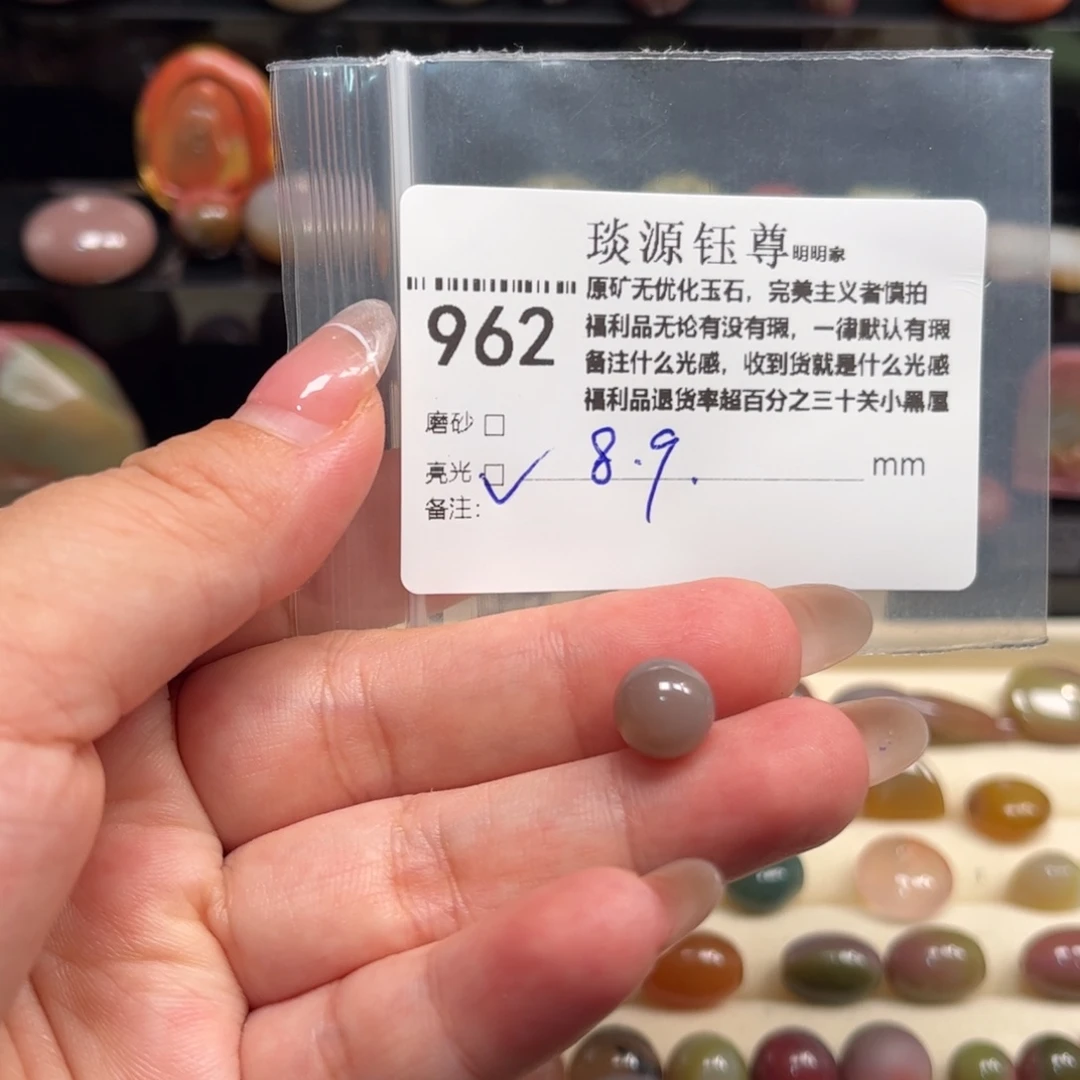 琰源钰尊明明家
原矿无优化玉石，完美主义者慎拍
962
福利品无论有没有瑕，一律默认有瑕
备注什么光感，收到货就是什么光感
福利品退货率超百分之三十关小黑屋
磨砂 □
亮光 □✓ 8.9. mm
备注: